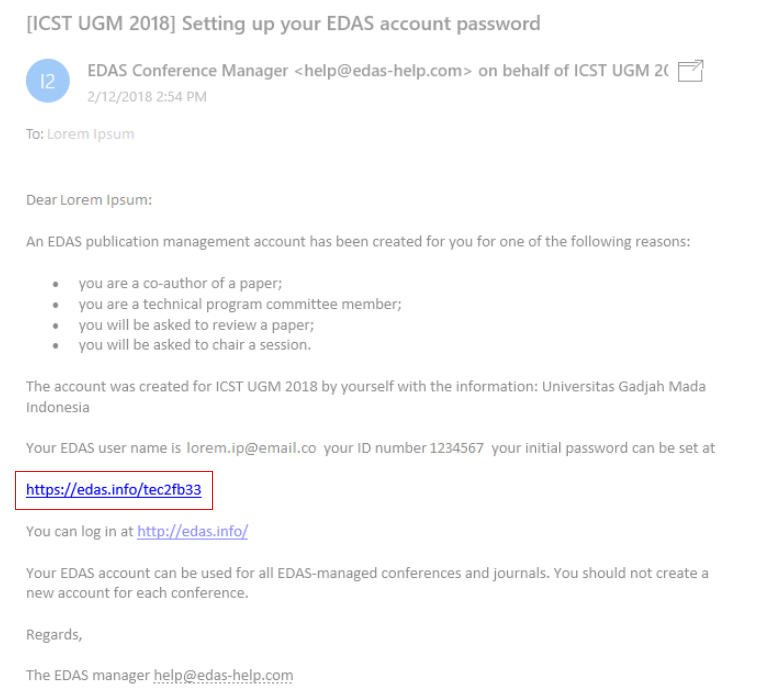 [ICST UGM 2018] Setting up your EDAS account password
I2
EDAS Conference Manager <help@edas-help.com> on behalf of ICST UGM 20
2/12/2018 2:54 PM
To: Lorem Ipsum
Dear Lorem Ipsum:
An EDAS publication management account has been created for you for one of the following reasons:
• you are a co-author of a paper;
• you are a technical program committee member;
• you will be asked to review a paper;
• you will be asked to chair a session.
The account was created for ICST UGM 2018 by yourself with the information: Universitas Gadjah Mada
Indonesia
Your EDAS user name is lorem.ip@email.co your ID number 1234567 your initial password can be set at
https://edas.info/tec2fb33
You can log in at http://edas.info/
Your EDAS account can be used for all EDAS-managed conferences and journals. You should not create a
new account for each conference.
Regards,
The EDAS manager help@edas-help.com